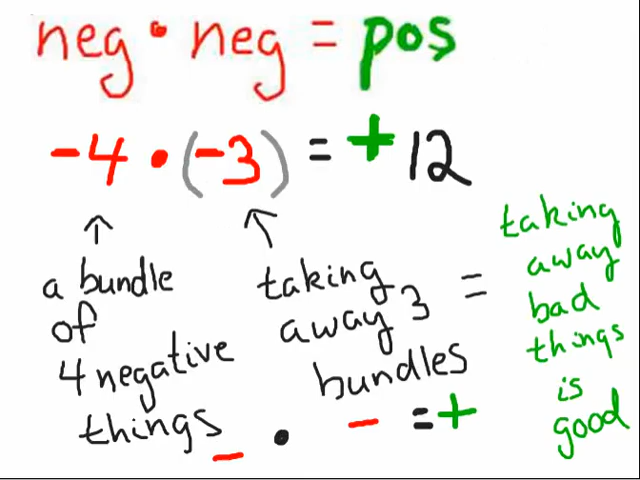 neg • neg = pos
-4 • (-3) = +12
a bundle
of
4 negative
things
taking
away 3
bundles
=
taking
away
bad
things
is
good
- • - = +